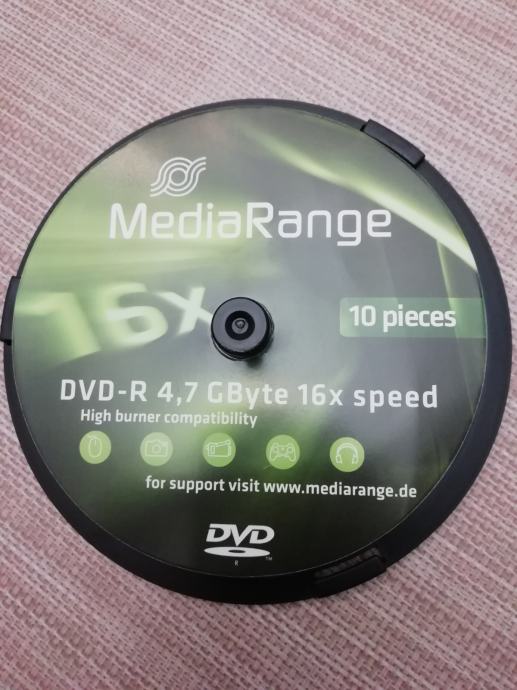 MediaRange
16x
10 pieces
DVD-R 4,7 GByte 16x speed
High burner compatibility
for support visit www.mediarange.de
DVD
R
™